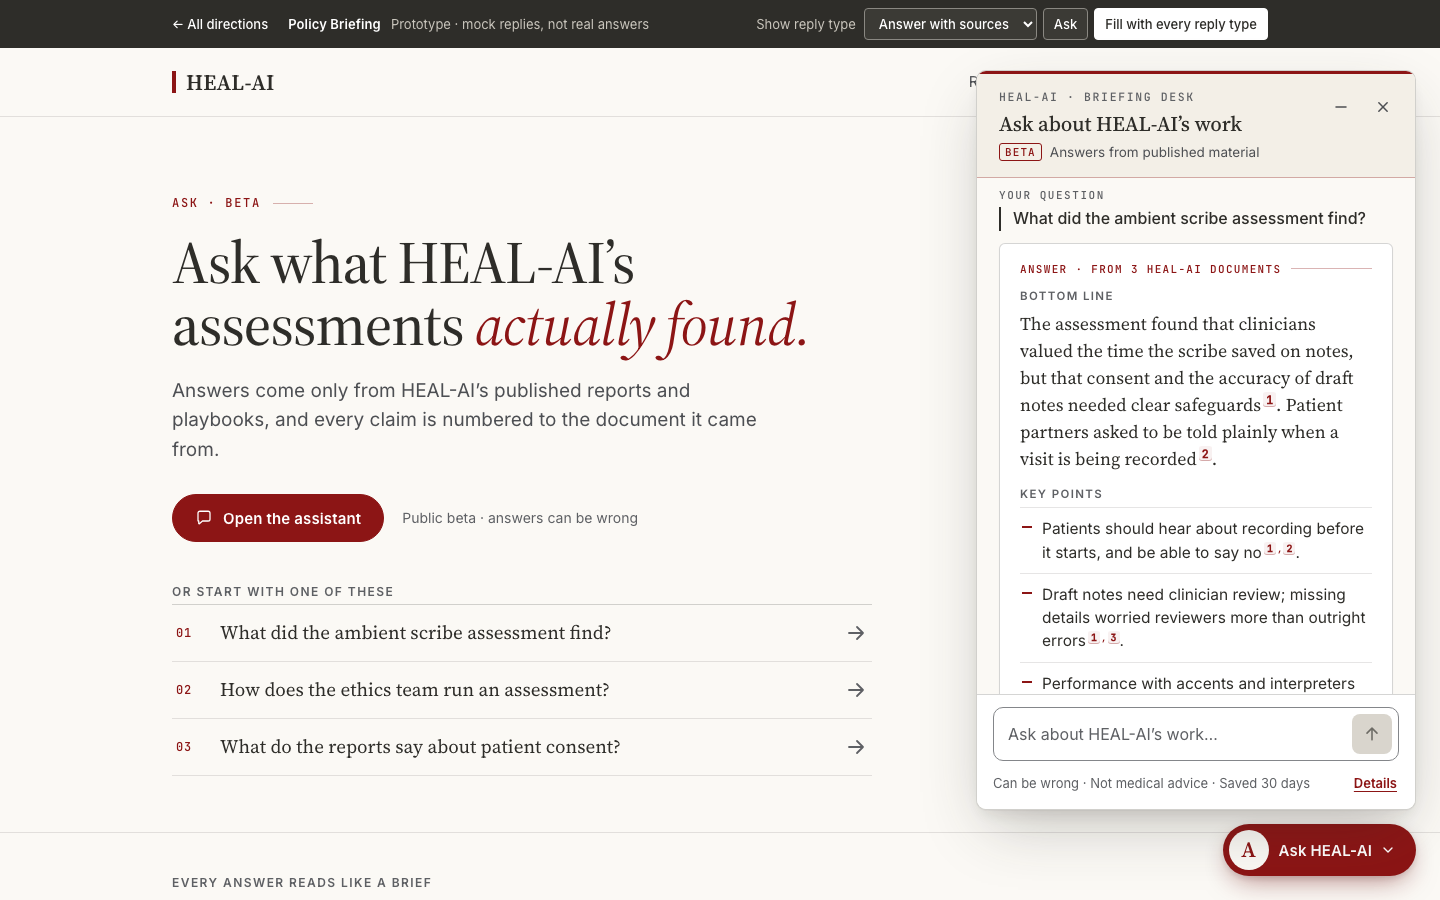 ← All directions
Policy Briefing
Prototype · mock replies, not real answers
Show reply type
Answer with sources
Ask
Fill with every reply type
HEAL-AI
R
ASK · BETA
Ask what HEAL-AI’s
assessments actually found.
Answers come only from HEAL-AI’s published reports and
playbooks, and every claim is numbered to the document it came
from.
Open the assistant
Public beta · answers can be wrong
OR START WITH ONE OF THESE
01 What did the ambient scribe assessment find? →
02 How does the ethics team run an assessment? →
03 What do the reports say about patient consent? →
EVERY ANSWER READS LIKE A BRIEF
HEAL-AI · BRIEFING DESK
Ask about HEAL-AI’s work
BETA Answers from published material
YOUR QUESTION
What did the ambient scribe assessment find?
ANSWER · FROM 3 HEAL-AI DOCUMENTS
BOTTOM LINE
The assessment found that clinicians
valued the time the scribe saved on notes,
but that consent and the accuracy of draft
notes needed clear safeguards 1. Patient
partners asked to be told plainly when a
visit is being recorded 2.
KEY POINTS
– Patients should hear about recording before
it starts, and be able to say no 1, 2.
– Draft notes need clinician review; missing
details worried reviewers more than outright
errors 1, 3.
– Performance with accents and interpreters
Ask about HEAL-AI’s work...
Can be wrong · Not medical advice · Saved 30 days
Details
A Ask HEAL-AI